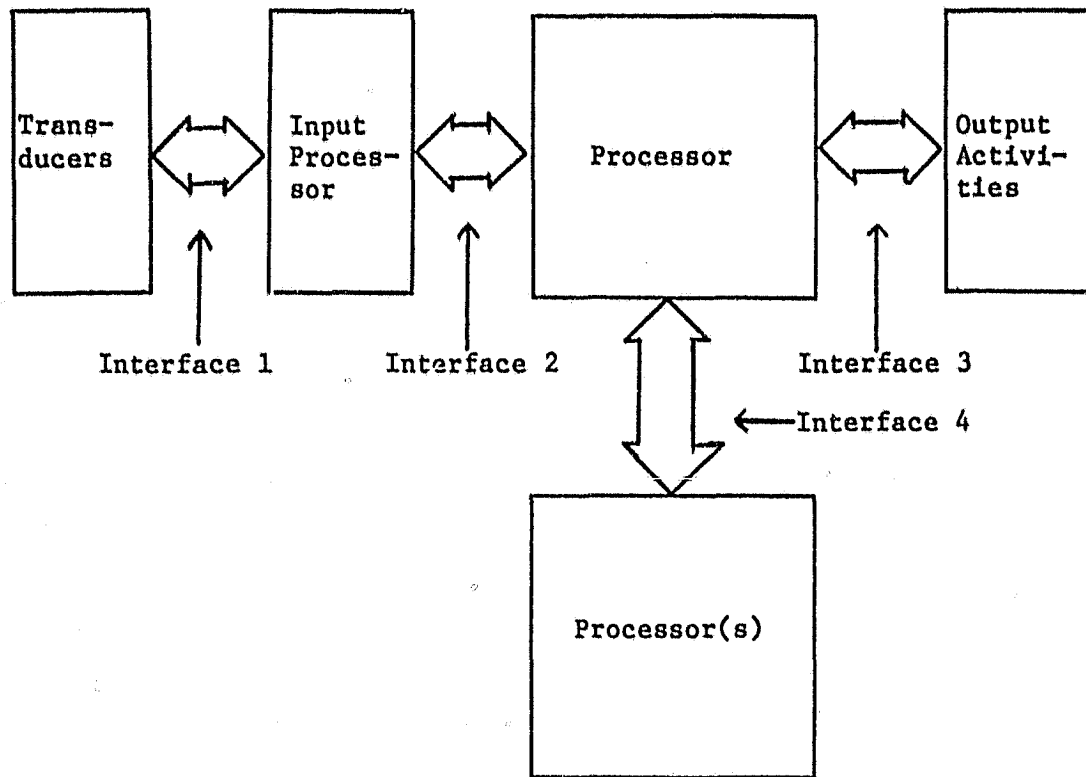 Trans-
ducers
Input
Proces-
sor
Processor
Output
Activi-
ties
Interface 1
Interface 2
Interface 3
Interface 4
Processor(s)